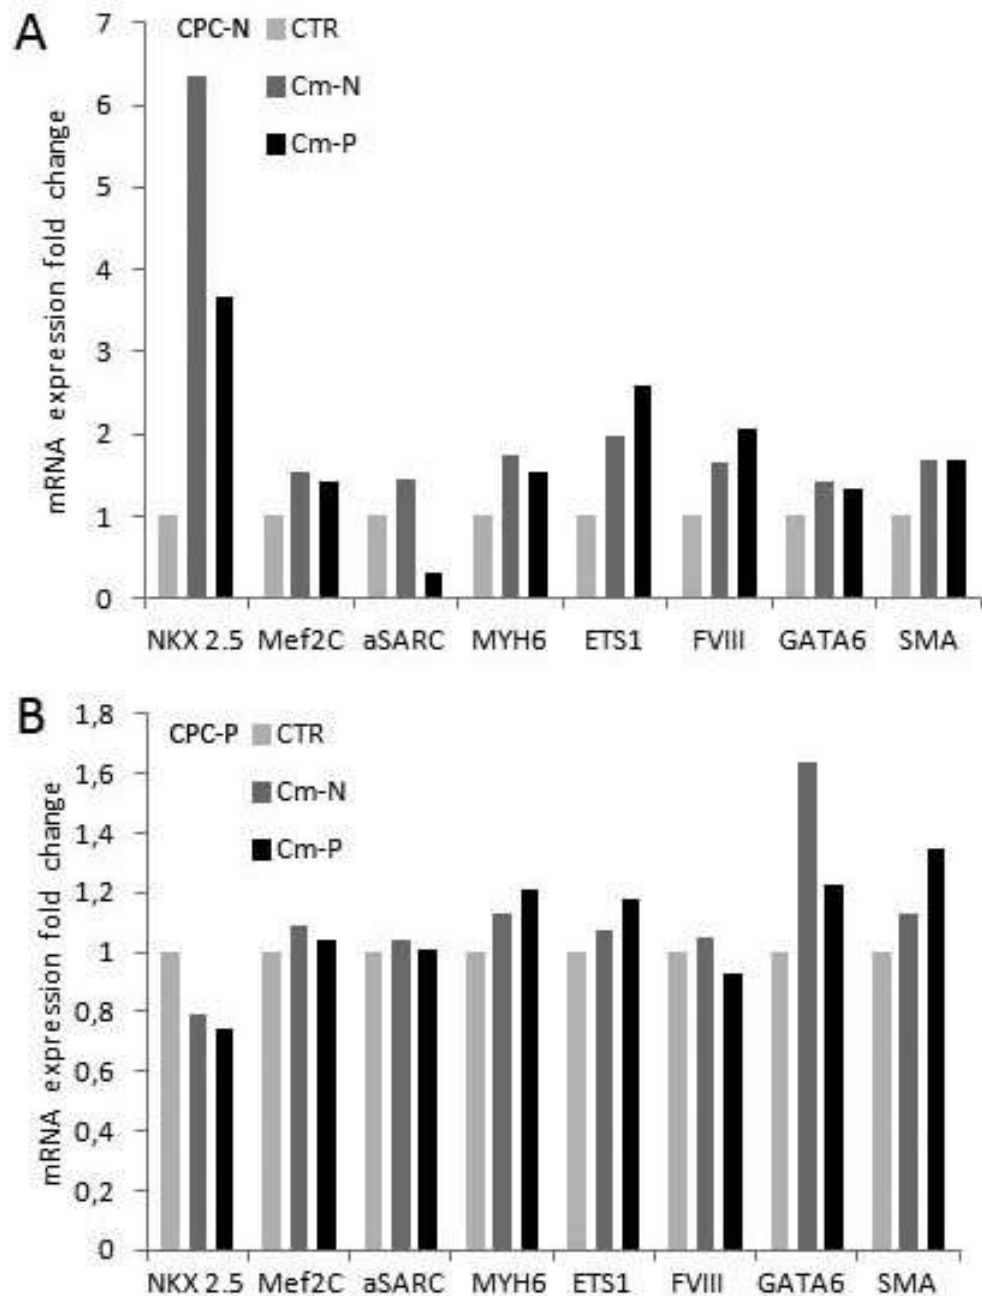 A
CPC-N
CTR
Cm-N
Cm-P
mRNA expression fold change
7
6
5
4
3
2
1
0
NKX 2.5 Mef2C aSARC MYH6 ETS1 FVIII GATA6 SMA
B
CPC-P
CTR
Cm-N
Cm-P
mRNA expression fold change
1,8
1,6
1,4
1,2
1
0,8
0,6
0,4
0,2
0
NKX 2.5 Mef2C aSARC MYH6 ETS1 FVIII GATA6 SMA